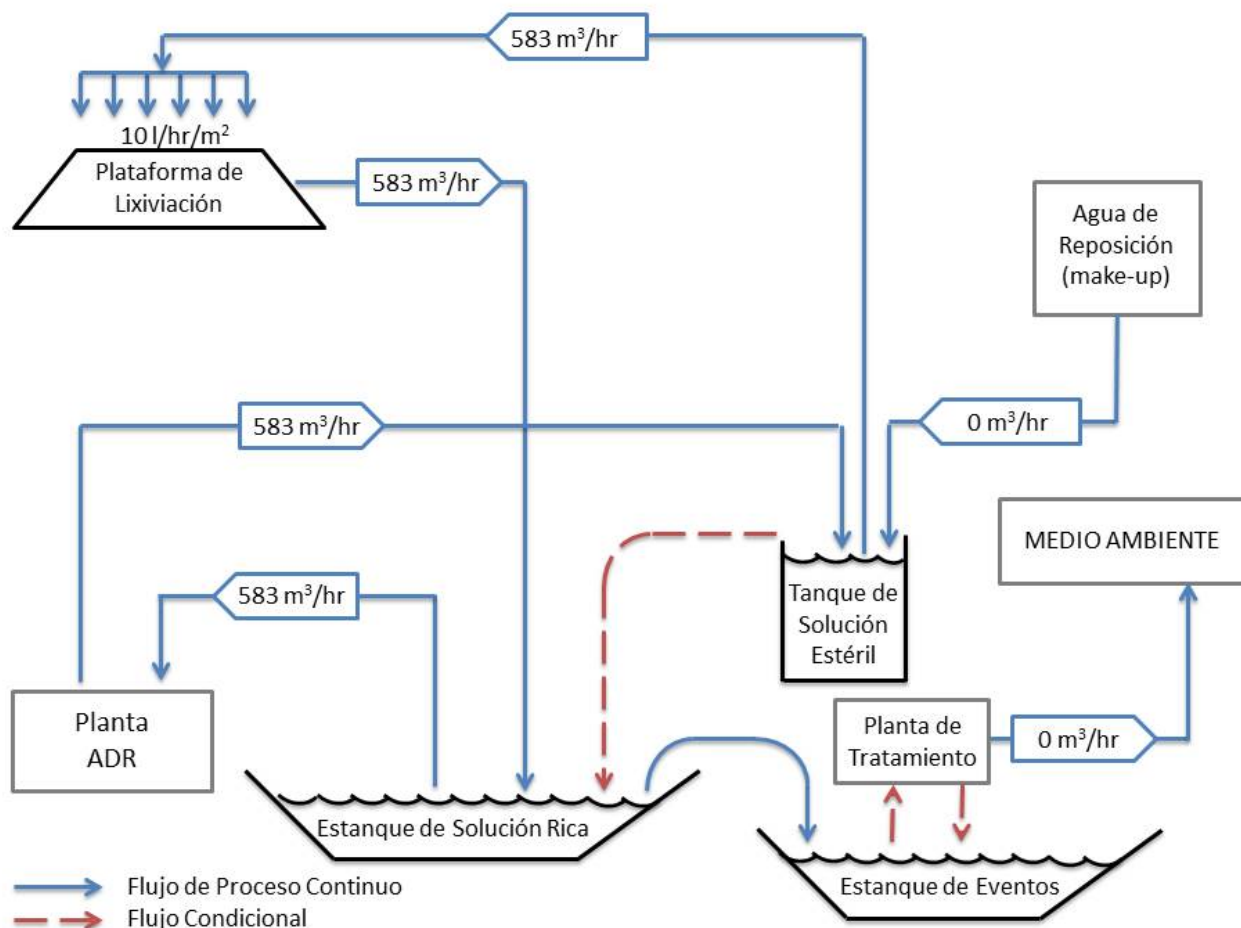 583 m³/hr
10 l/hr/m²
Plataforma de
Lixiviación
583 m³/hr
Agua de
Reposición
(make-up)
583 m³/hr
0 m³/hr
MEDIO AMBIENTE
583 m³/hr
Tanque de
Solución
Estéril
Planta
ADR
Planta de
Tratamiento
0 m³/hr
Estanque de Solución Rica
Estanque de Eventos
Flujo de Proceso Continuo
Flujo Condicional